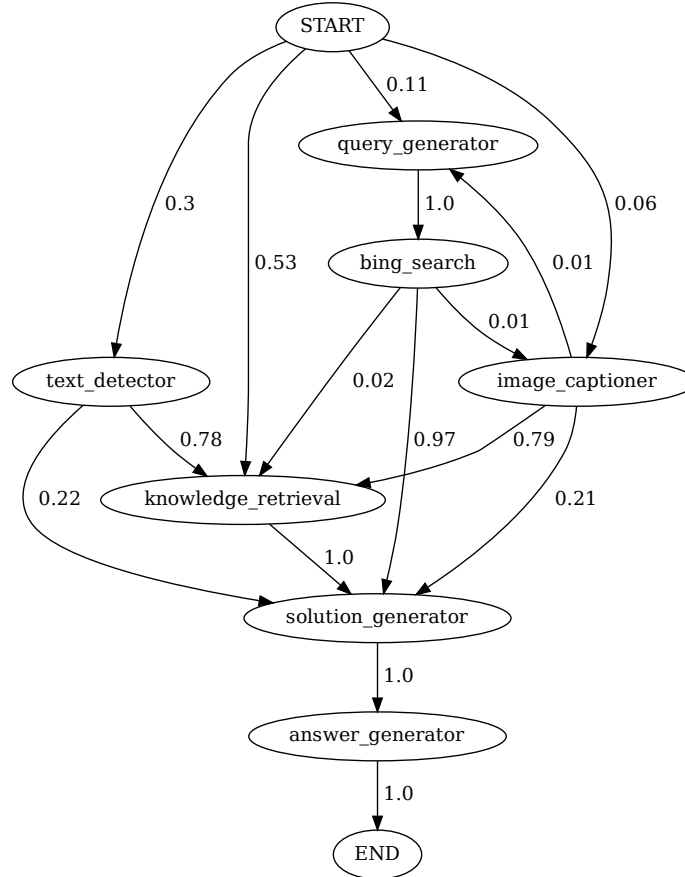 START
0.11
query_generator
0.3
0.06
1.0
0.53
0.01
bing_search
0.01
text_detector
image_captioner
0.02
0.78
0.97
0.79
0.22
knowledge_retrieval
0.21
1.0
solution_generator
1.0
answer_generator
1.0
END